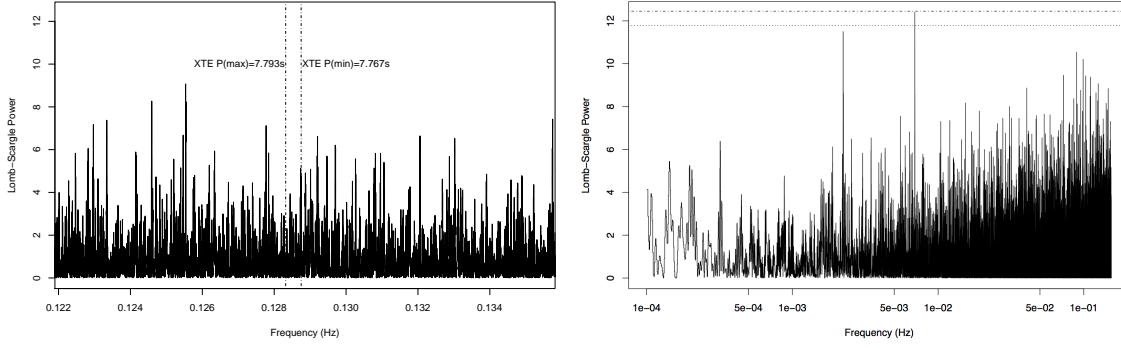 Lomb−Scargle Power
12
10
8
6
4
2
0
XTE P(max)=7.793s
XTE P(min)=7.767s
0.122
0.124
0.126
0.128
0.130
0.132
0.134
Frequency (Hz)
Lomb−Scargle Power
12
10
8
6
4
2
0
1e−04
5e−04
1e−03
5e−03
1e−02
5e−02
1e−01
Frequency (Hz)